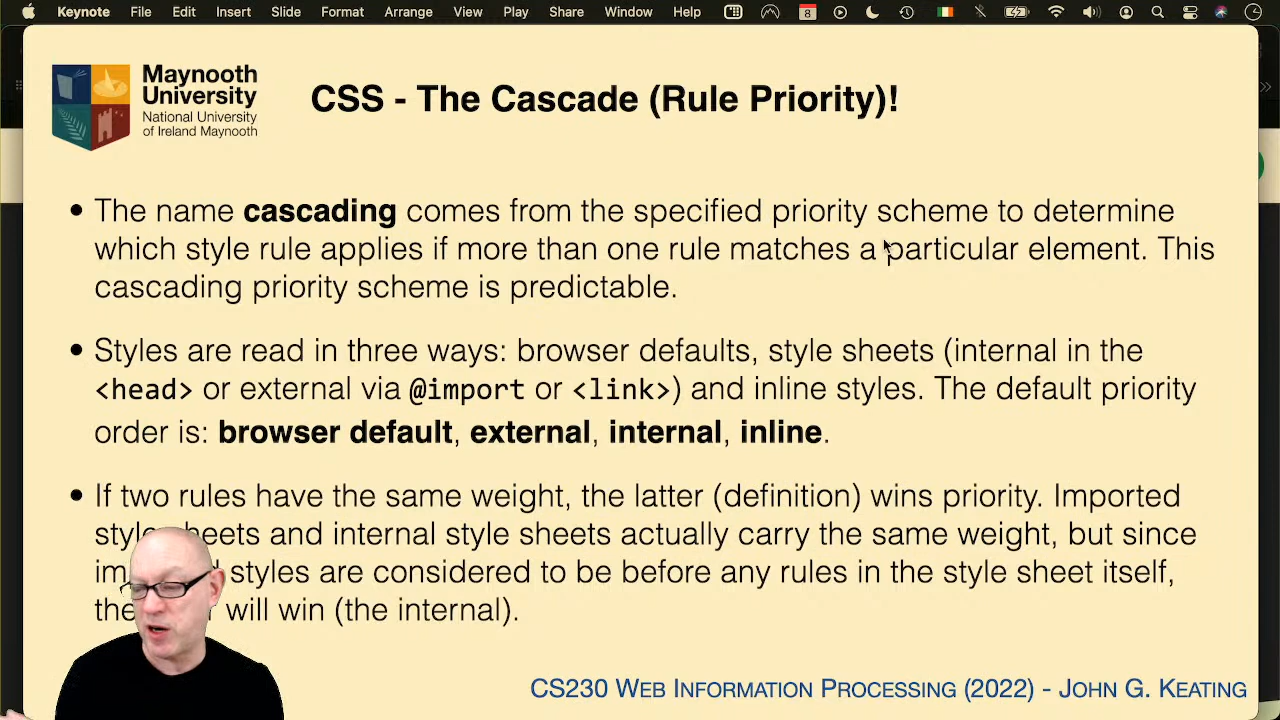 Keynote File Edit Insert Slide Format Arrange View Play Share Window Help 8
Maynooth
University
National University
of Ireland Maynooth
CSS - The Cascade (Rule Priority)!
• The name cascading comes from the specified priority scheme to determine
which style rule applies if more than one rule matches a particular element. This
cascading priority scheme is predictable.
• Styles are read in three ways: browser defaults, style sheets (internal in the
<head> or external via @import or <link>) and inline styles. The default priority
order is: browser default, external, internal, inline.
• If two rules have the same weight, the latter (definition) wins priority. Imported
style sheets and internal style sheets actually carry the same weight, but since
styles are considered to be before any rules in the style sheet itself,
will win (the internal).
CS230 Web Information Processing (2022) - John G. Keating